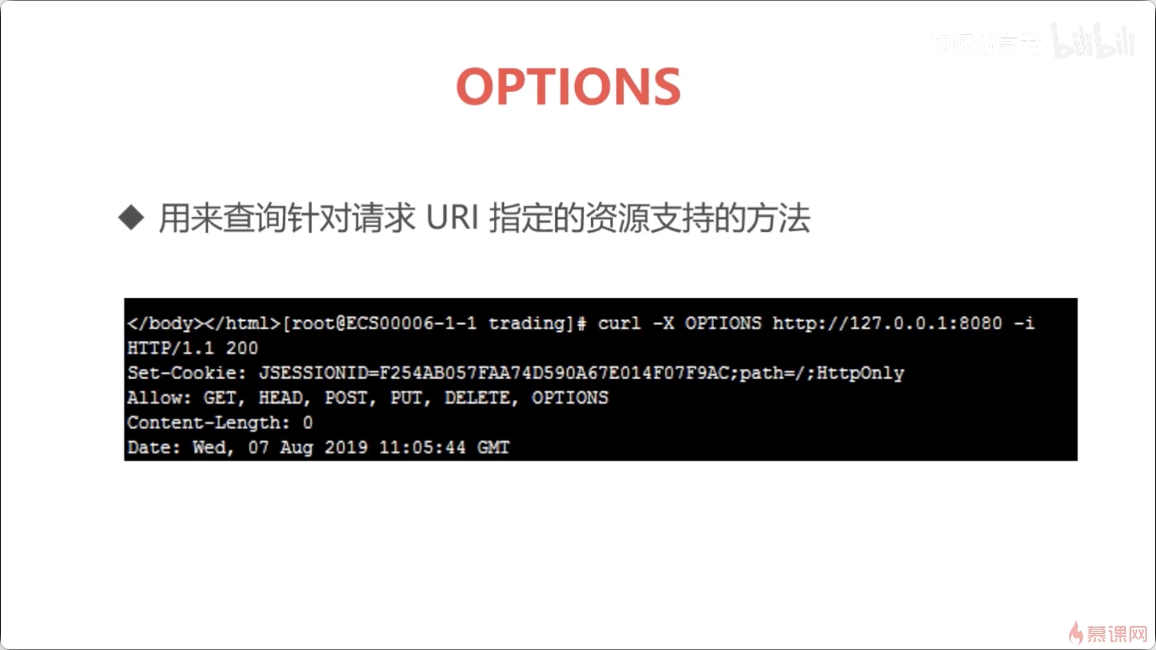 bilibili
OPTIONS
◆ 用来查询针对请求 URI 指定的资源支持的方法
</body></html>[root@ECS00006-1-1 trading]# curl -X OPTIONS http://127.0.0.1:8080 -i
HTTP/1.1 200
Set-Cookie: JSESSIONID=F254AB057FAA74D590A67E014F07F9AC;path=/;HttpOnly
Allow: GET, HEAD, POST, PUT, DELETE, OPTIONS
Content-Length: 0
Date: Wed, 07 Aug 2019 11:05:44 GMT
慕课网